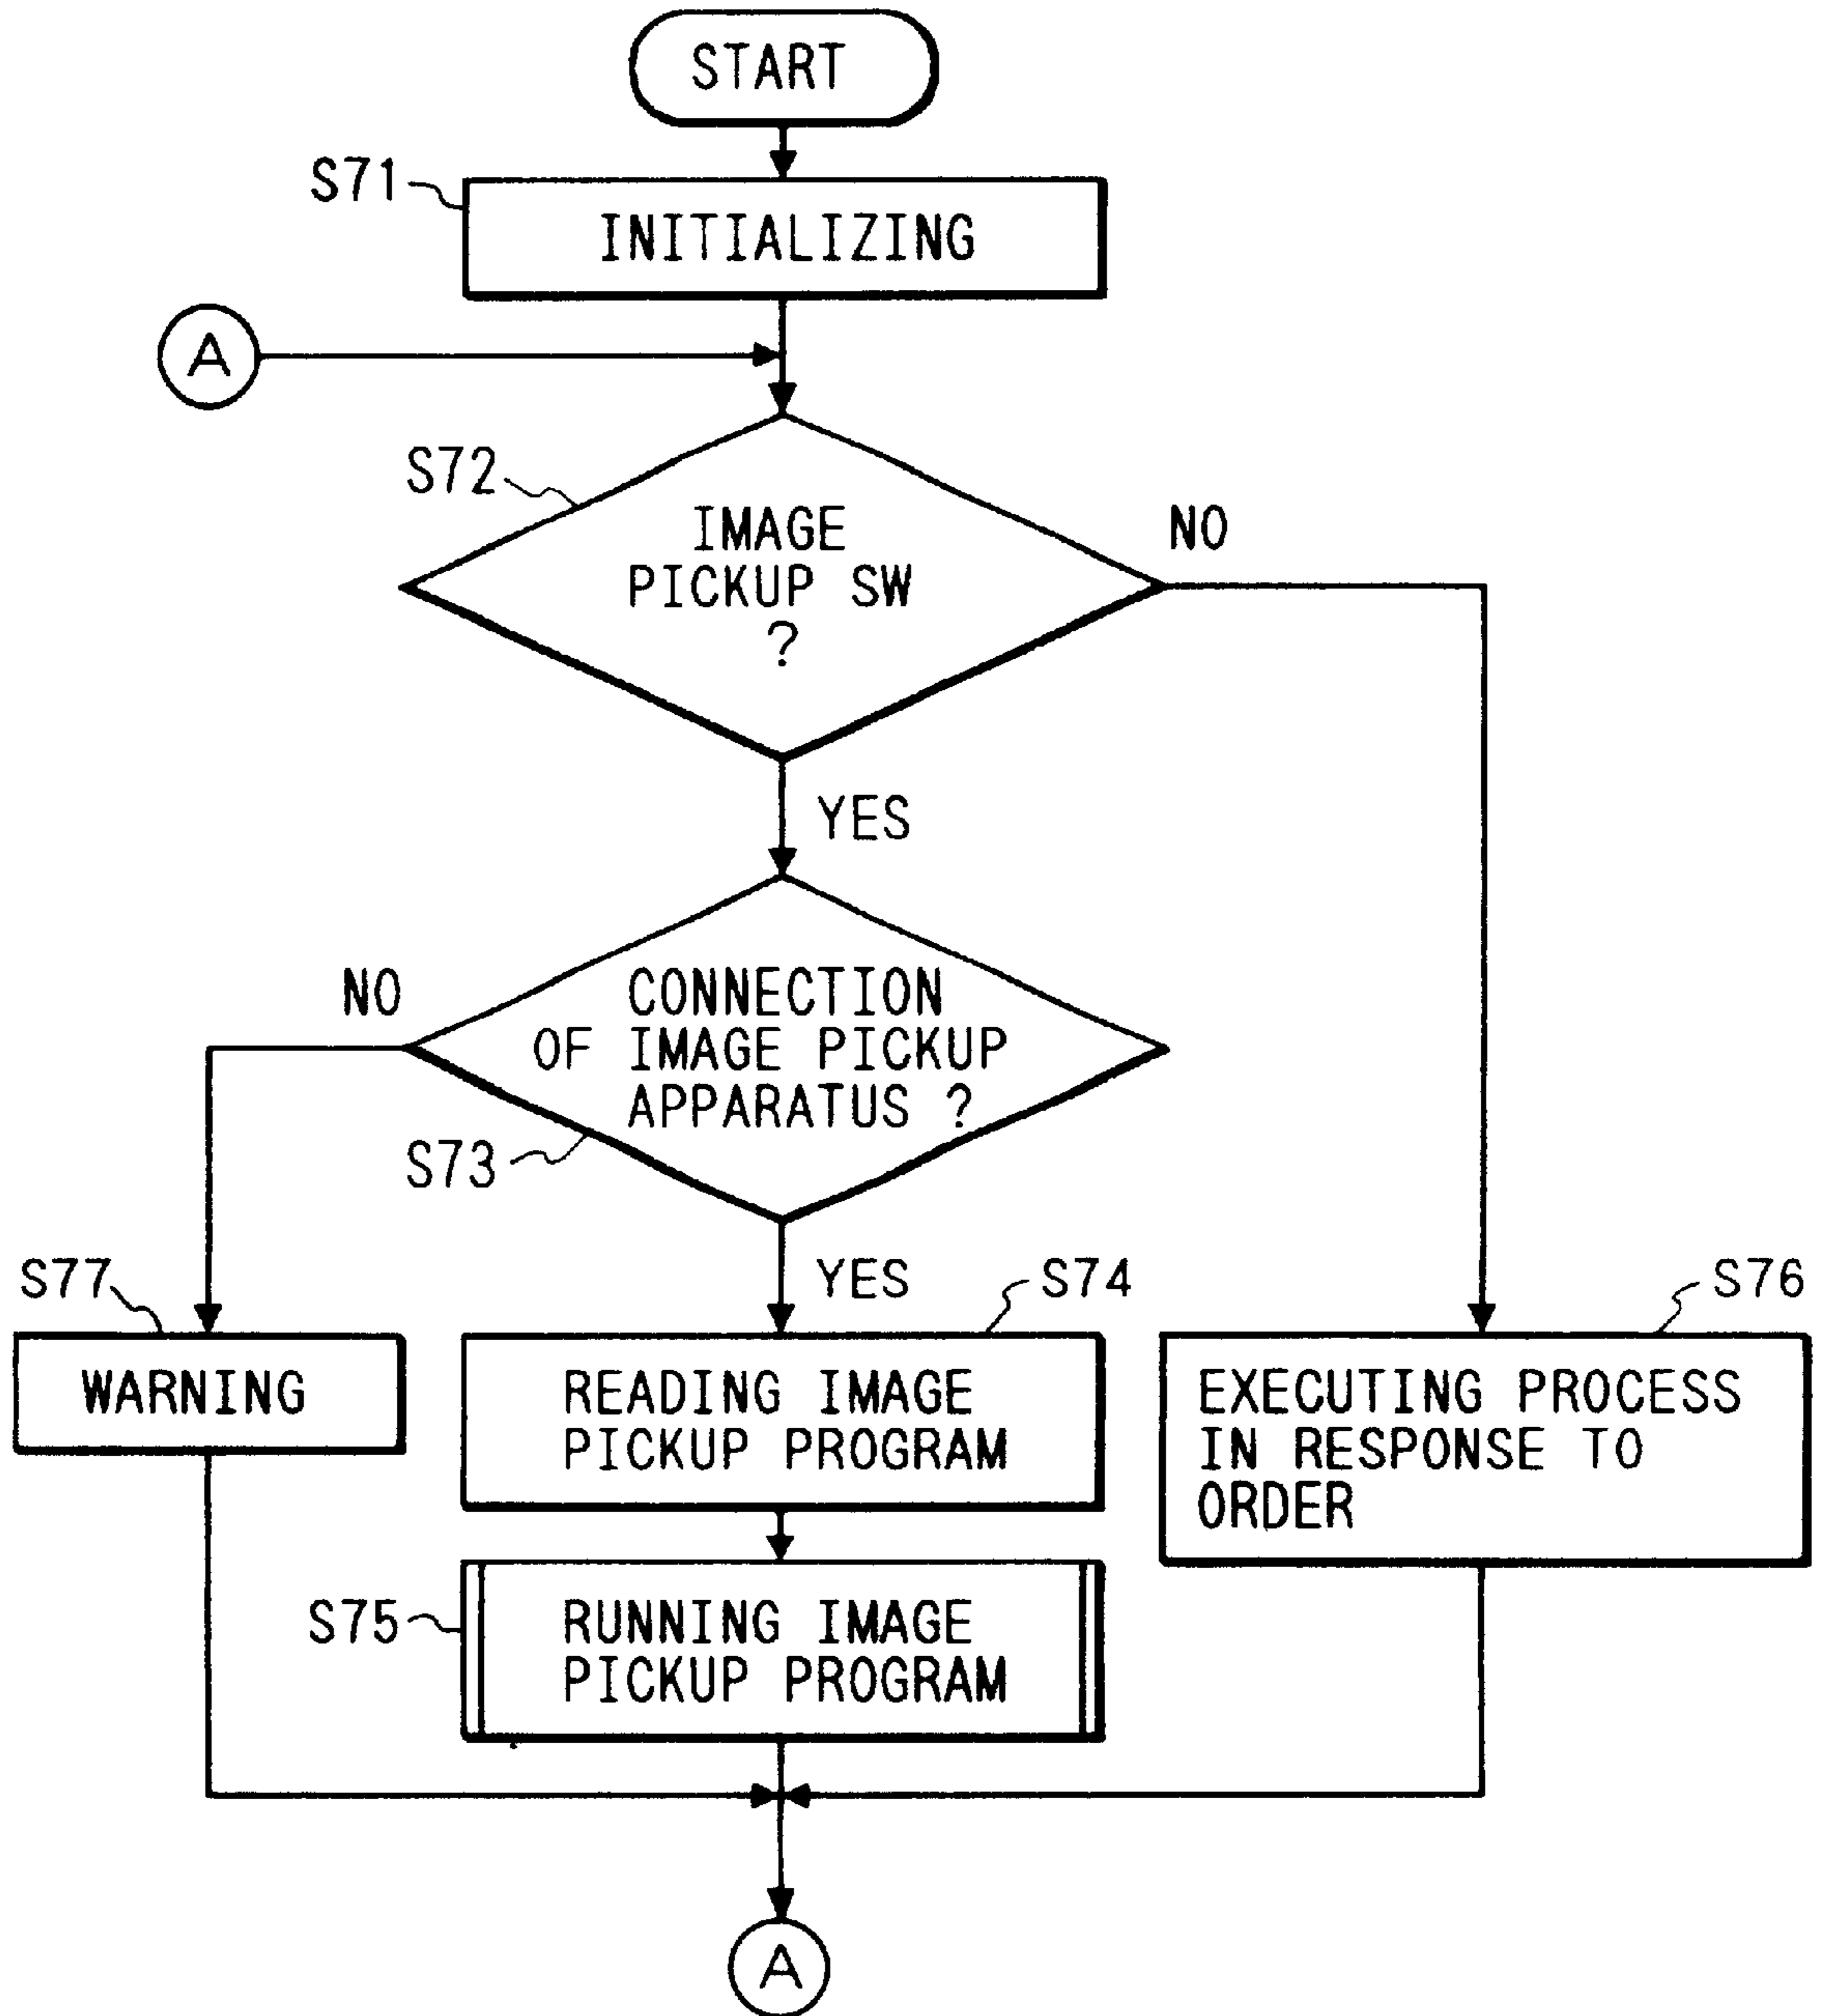 START
S71
INITIALIZING
A
S72
IMAGE
PICKUP SW
?
NO
YES
NO
CONNECTION
OF IMAGE PICKUP
APPARATUS ?
S73
S77
YES
S74
S76
WARNING
READING IMAGE
PICKUP PROGRAM
EXECUTING PROCESS
IN RESPONSE TO
ORDER
S75
RUNNING IMAGE
PICKUP PROGRAM
A